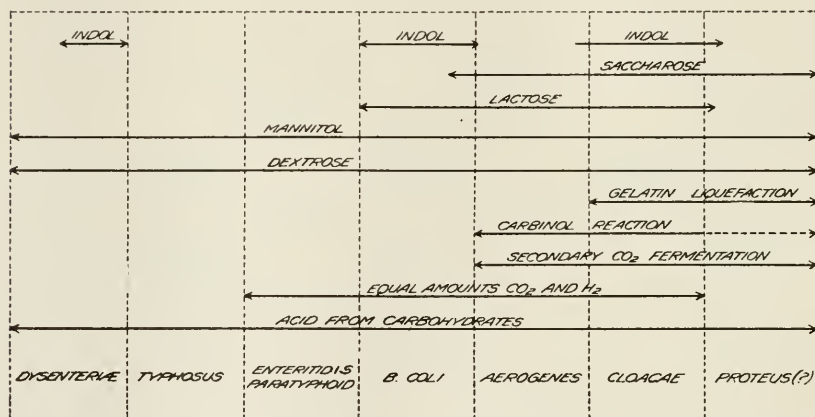 INDOL INDOL INDOL
SACCHAROSE
LACTOSE
MANNITOL
DEXTROSE
GELATIN LIQUEFACTION
CARBINOL REACTION
SECONDARY CO₂ FERMENTATION
EQUAL AMOUNTS CO₂ AND H₂
ACID FROM CARBOHYDRATES
DYSENTERIÆ TYPHOSUS ENTERITIDIS B. COLI AEROGENES CLOACAE PROTEUS(?)
PARATYPHOID